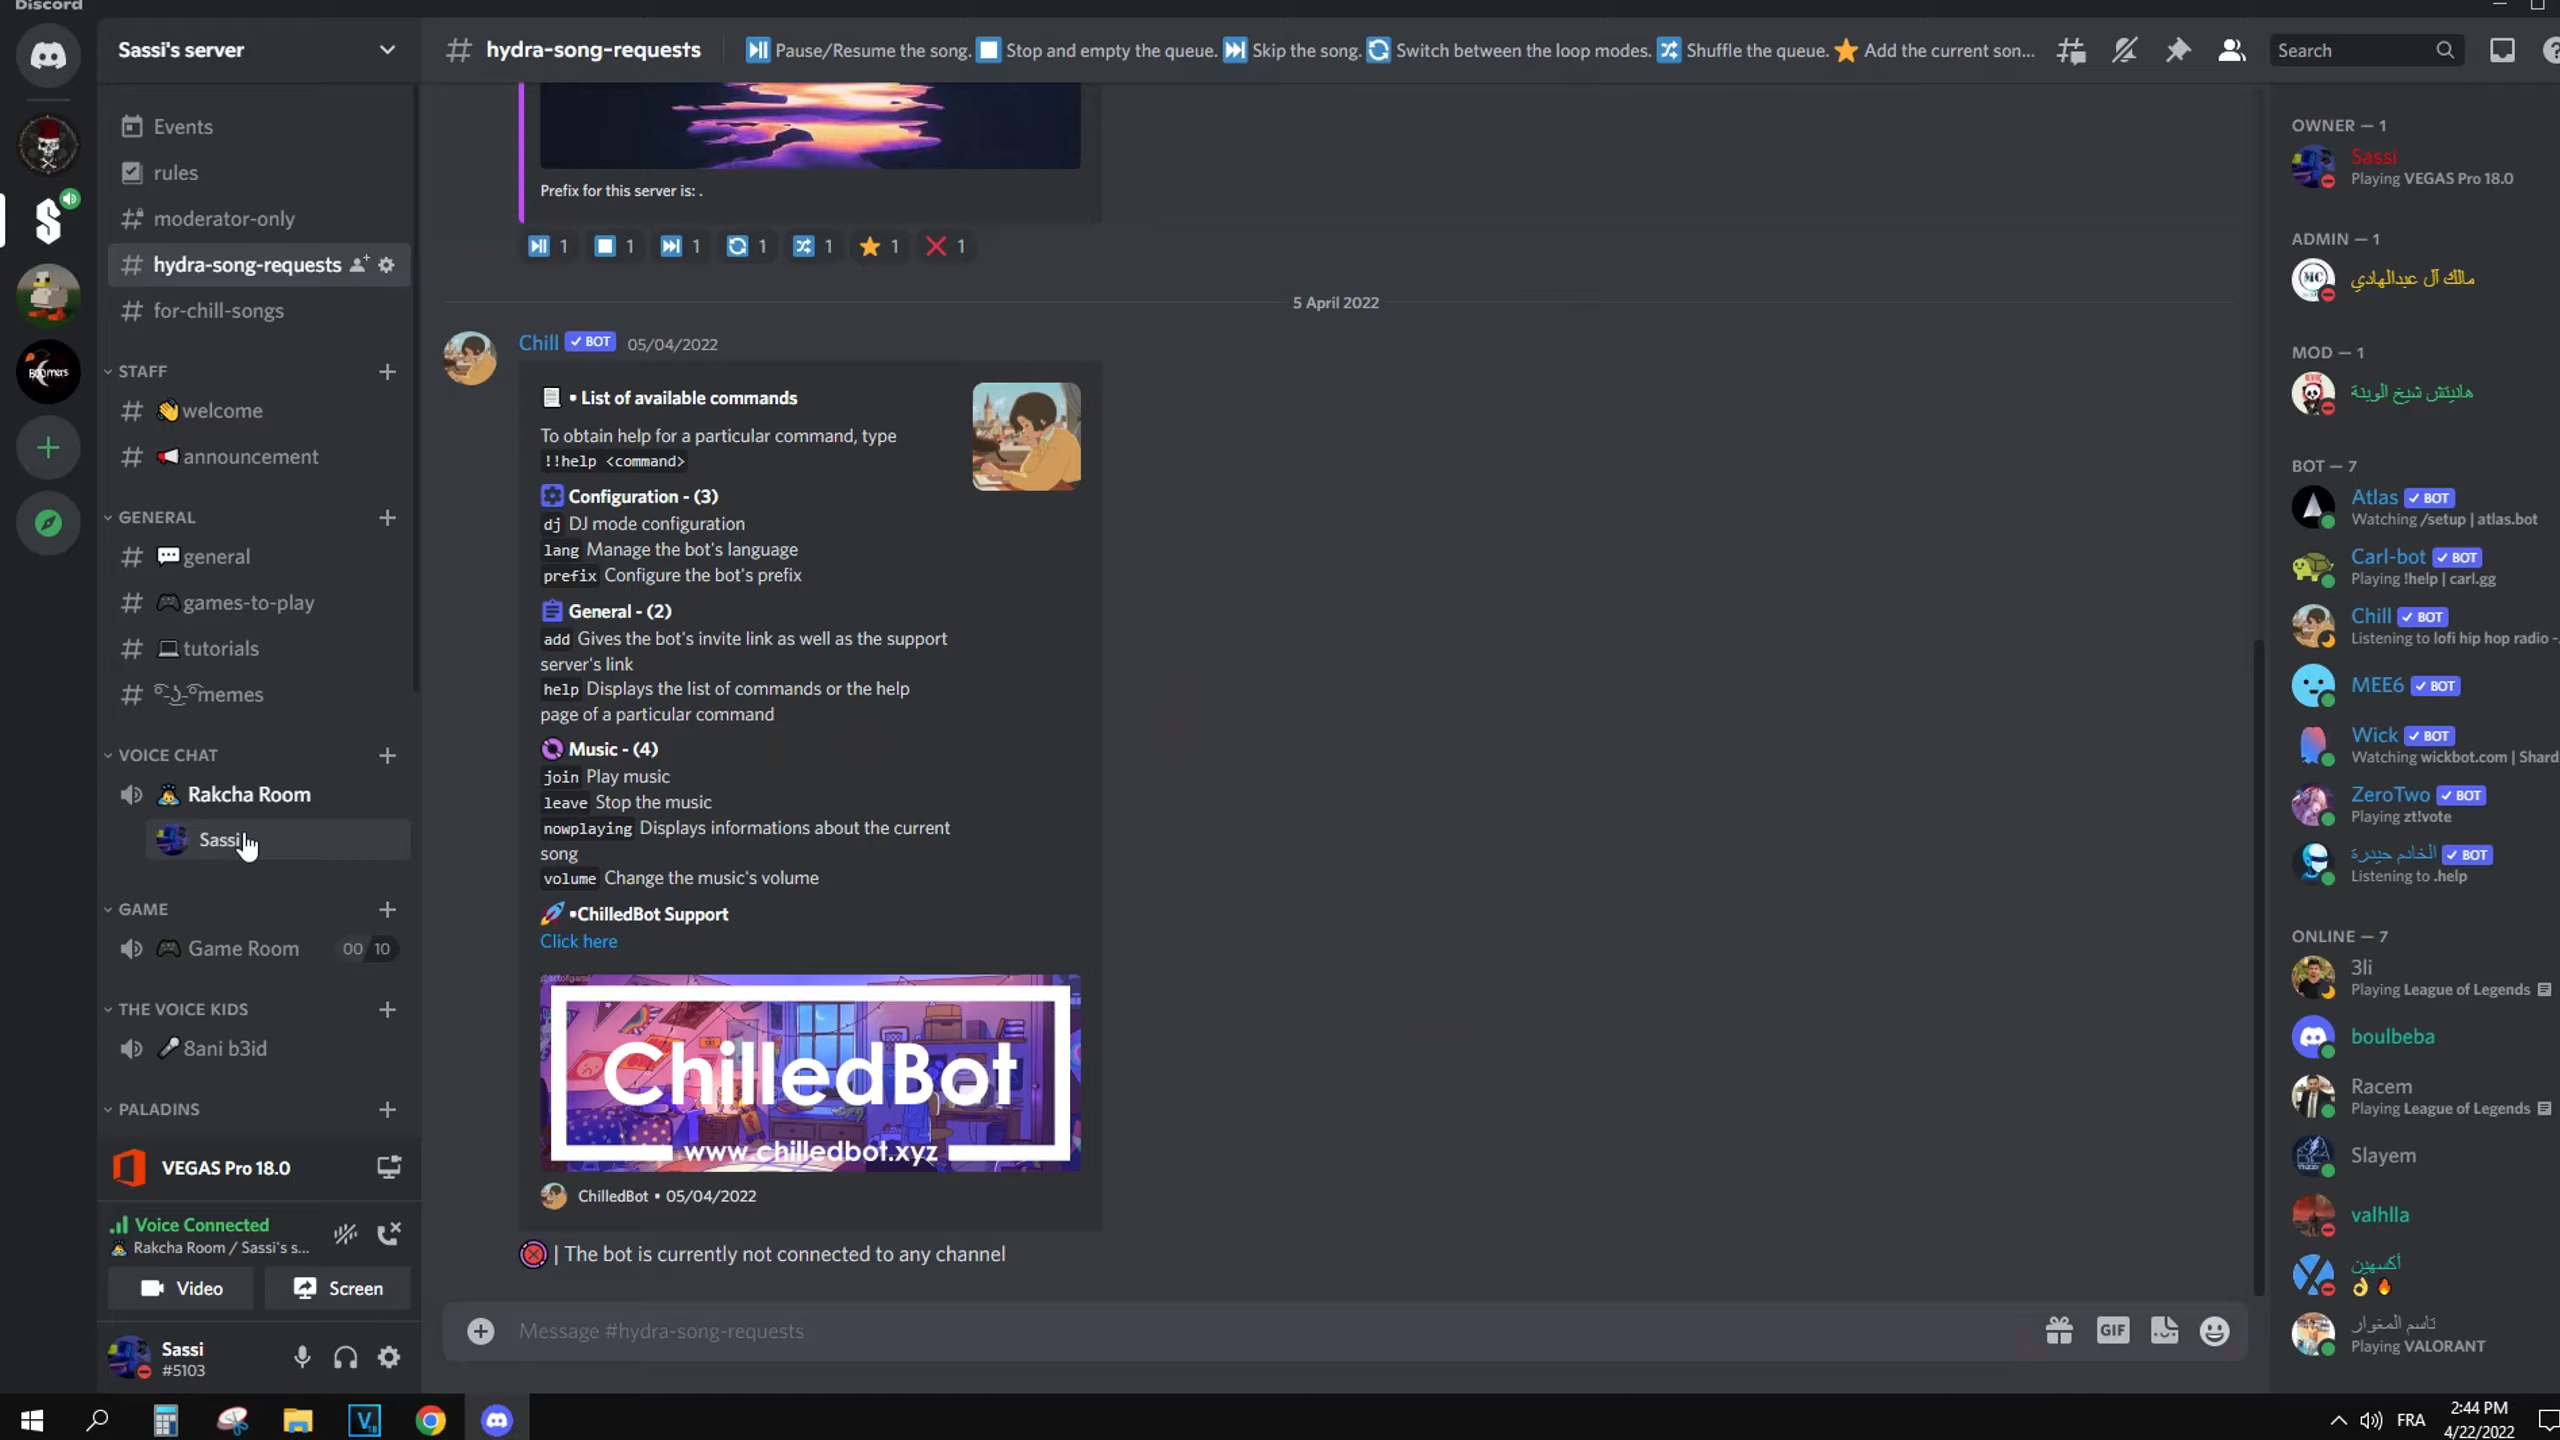 Discord
Sassi's server
Events
rules
moderator-only
hydra-song-requests
for-chill-songs
STAFF
👋welcome
📢announcement
GENERAL
💬general
🎮games-to-play
💻tutorials
memes
VOICE CHAT
Rakcha Room
Sassi
GAME
🎮 Game Room 00 10
THE VOICE KIDS
🎤8ani b3id
PALADINS
VEGAS Pro 18.0
Voice Connected
Rakcha Room / Sassi's s...
Video
Screen
Sassi
#5103
# hydra-song-requests
⏯Pause/Resume the song. ⏹Stop and empty the queue. ⏭Skip the song. 🔄Switch between the loop modes. 🔀Shuffle the queue. ⭐Add the current son...
Search
Prefix for this server is: .
1 1 1 1 1 1 1
5 April 2022
Chill ✓ BOT 05/04/2022
• List of available commands
To obtain help for a particular command, type
!!help <command>
Configuration - (3)
dj DJ mode configuration
lang Manage the bot's language
prefix Configure the bot's prefix
General - (2)
add Gives the bot's invite link as well as the support
server's link
help Displays the list of commands or the help
page of a particular command
Music - (4)
join Play music
leave Stop the music
nowplaying Displays informations about the current
song
volume Change the music's volume
🚀 •ChilledBot Support
Click here
ChilledBot
www.chilledbot.xyz
ChilledBot • 05/04/2022
| The bot is currently not connected to any channel
Message #hydra-song-requests
GIF
OWNER — 1
Sassi
Playing VEGAS Pro 18.0
ADMIN — 1
مالك آل عبدالهادي
MOD — 1
هانيتش شيخ الوينة
BOT — 7
Atlas ✓ BOT
Watching /setup | atlas.bot
Carl-bot ✓ BOT
Playing !help | carl.gg
Chill ✓ BOT
Listening to lofi hip hop radio -
MEE6 ✓ BOT
Wick ✓ BOT
Watching wickbot.com | Shard
ZeroTwo ✓ BOT
Playing zt!vote
الخادم حيدرة ✓ BOT
Listening to .help
ONLINE — 7
3li
Playing League of Legends
boulbeba
Racem
Playing League of Legends
Slayem
valhlla
أكسهين
👌🔥
تاسم المغوار
Playing VALORANT
FRA
2:44 PM
4/22/2022